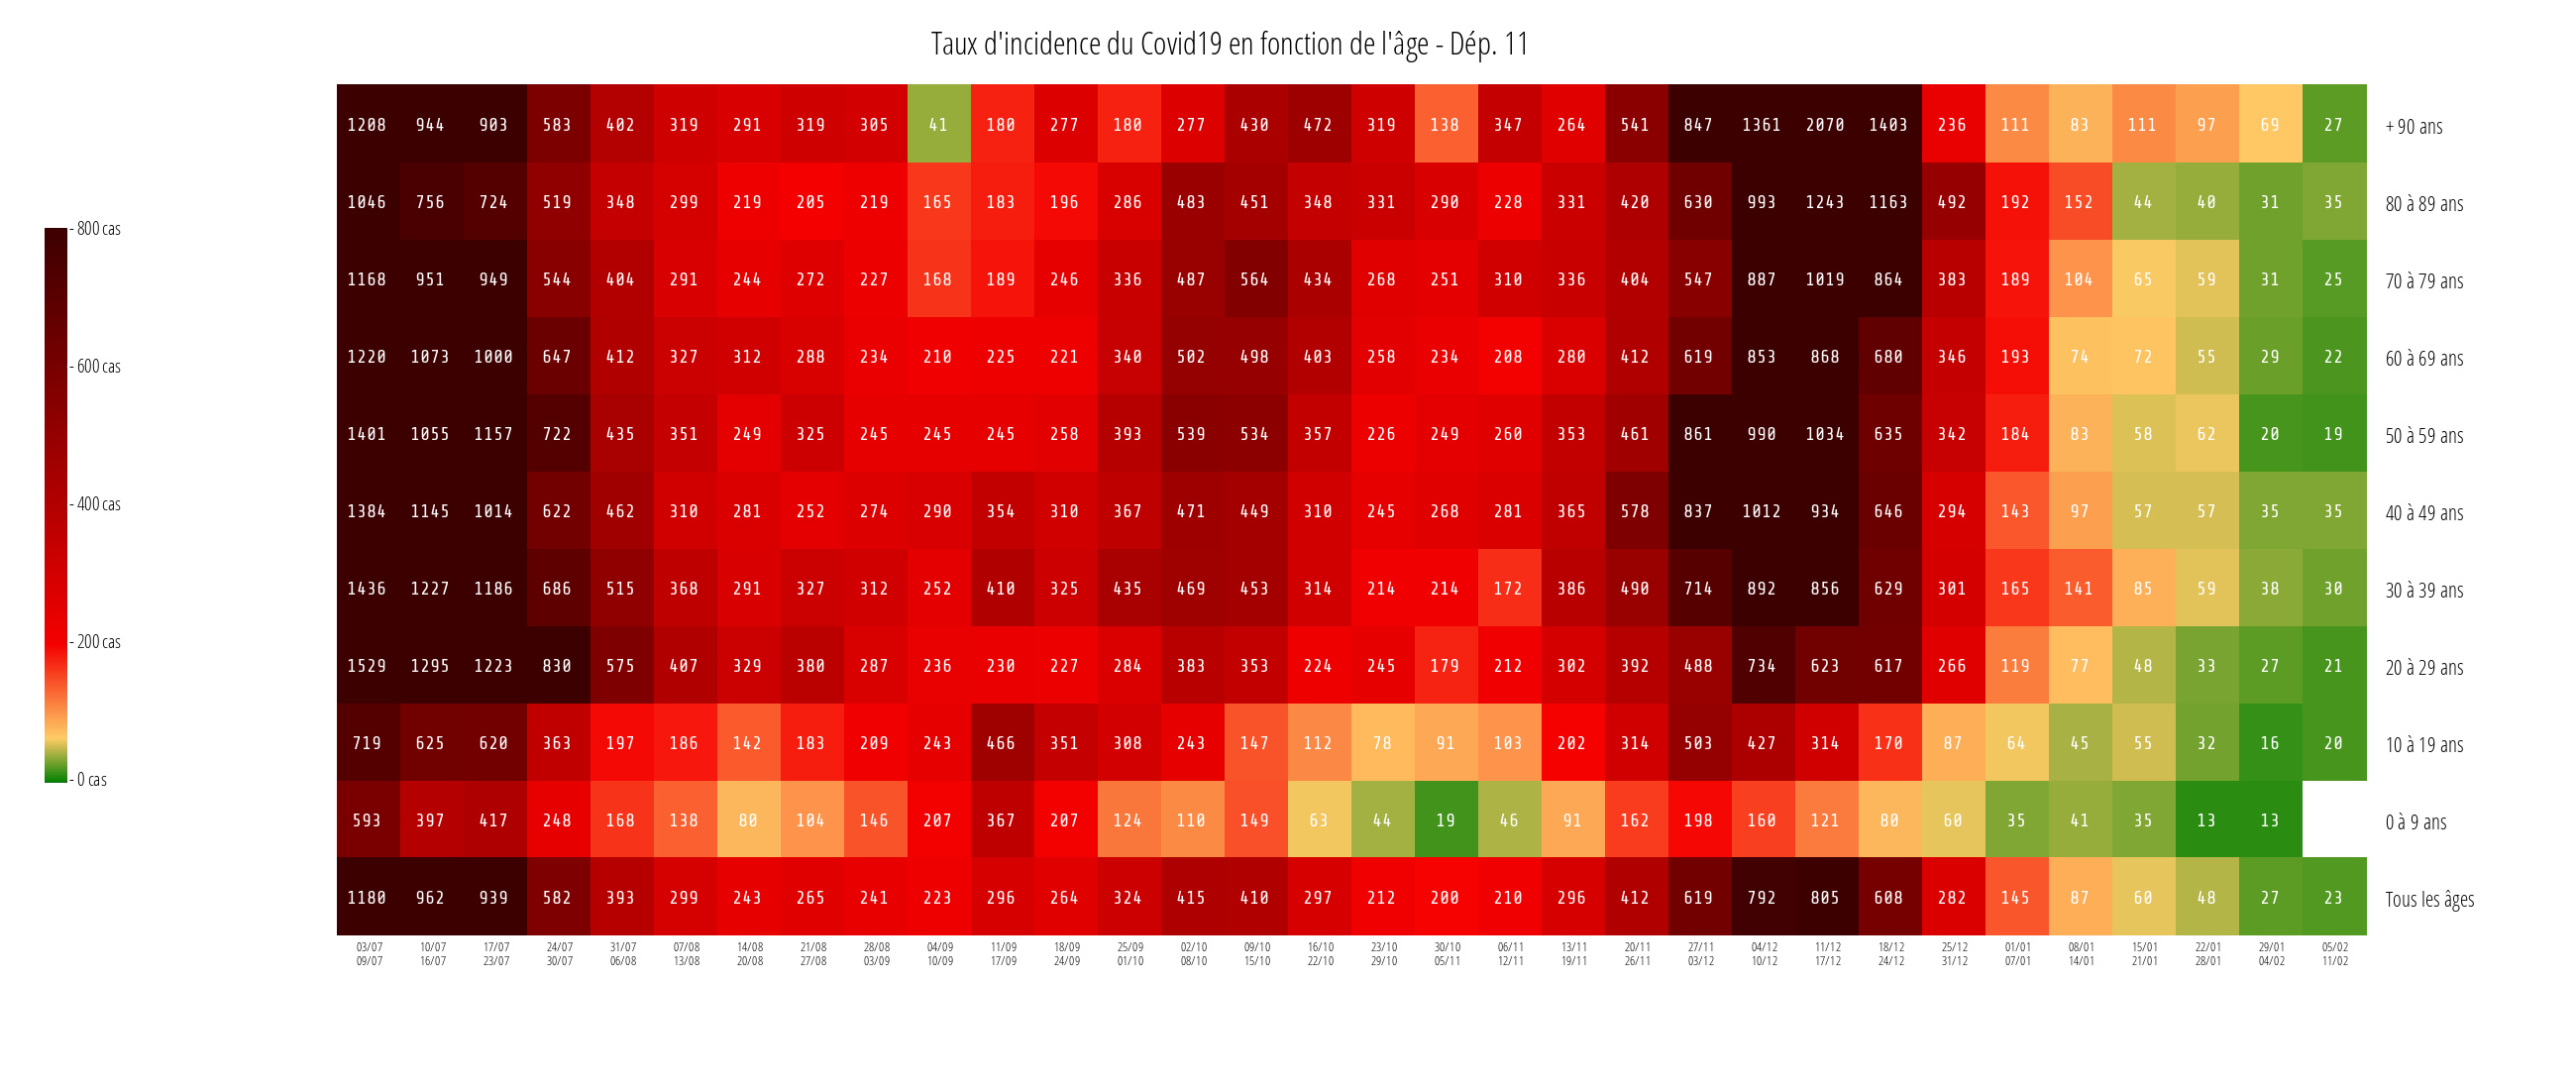 Taux d'incidence du Covid19 en fonction de l'âge - Dép. 11
1208 944 903 583 402 319 291 319 305 41 180 277 180 277 430 472 319 138 347 264 541 847 1361 2070 1403 236 111 83 111 97 69 27 + 90 ans
1046 756 724 519 348 299 219 205 219 165 183 196 286 483 451 348 331 290 228 331 420 630 993 1243 1163 492 192 152 44 40 31 35 80 à 89 ans
1168 951 949 544 404 291 244 272 227 168 189 246 336 487 564 434 268 251 310 336 404 547 887 1019 864 383 189 104 65 59 31 25 70 à 79 ans
1220 1073 1000 647 412 327 312 288 234 210 225 221 340 502 498 403 258 234 208 280 412 619 853 868 680 346 193 74 72 55 29 22 60 à 69 ans
1401 1055 1157 722 435 351 249 325 245 245 245 258 393 539 534 357 226 249 260 353 461 861 990 1034 635 342 184 83 58 62 20 19 50 à 59 ans
1384 1145 1014 622 462 310 281 252 274 290 354 310 367 471 449 310 245 268 281 365 578 837 1012 934 646 294 143 97 57 57 35 35 40 à 49 ans
1436 1227 1186 686 515 368 291 327 312 252 410 325 435 469 453 314 214 214 172 386 490 714 892 856 629 301 165 141 85 59 38 30 30 à 39 ans
1529 1295 1223 830 575 407 329 380 287 236 230 227 284 383 353 224 245 179 212 302 392 488 734 623 617 266 119 77 48 33 27 21 20 à 29 ans
719 625 620 363 197 186 142 183 209 243 466 351 308 243 147 112 78 91 103 202 314 503 427 314 170 87 64 45 55 32 16 20 10 à 19 ans
593 397 417 248 168 138 80 104 146 207 367 207 124 110 149 63 44 19 46 91 162 198 160 121 80 60 35 41 35 13 13 0 à 9 ans
1180 962 939 582 393 299 243 265 241 223 296 264 324 415 410 297 212 200 210 296 412 619 792 805 608 282 145 87 60 48 27 23 Tous les âges
03/07 10/07 17/07 24/07 31/07 07/08 14/08 21/08 28/08 04/09 11/09 18/09 25/09 02/10 09/10 16/10 23/10 30/10 06/11 13/11 20/11 27/11 04/12 11/12 18/12 25/12 01/01 08/01 15/01 22/01 29/01 05/02
09/07 16/07 23/07 30/07 06/08 13/08 20/08 27/08 03/09 10/09 17/09 24/09 01/10 08/10 15/10 22/10 29/10 05/11 12/11 19/11 26/11 03/12 10/12 17/12 24/12 31/12 07/01 14/01 21/01 28/01 04/02 11/02
- 800 cas
- 600 cas
- 400 cas
- 200 cas
- 0 cas